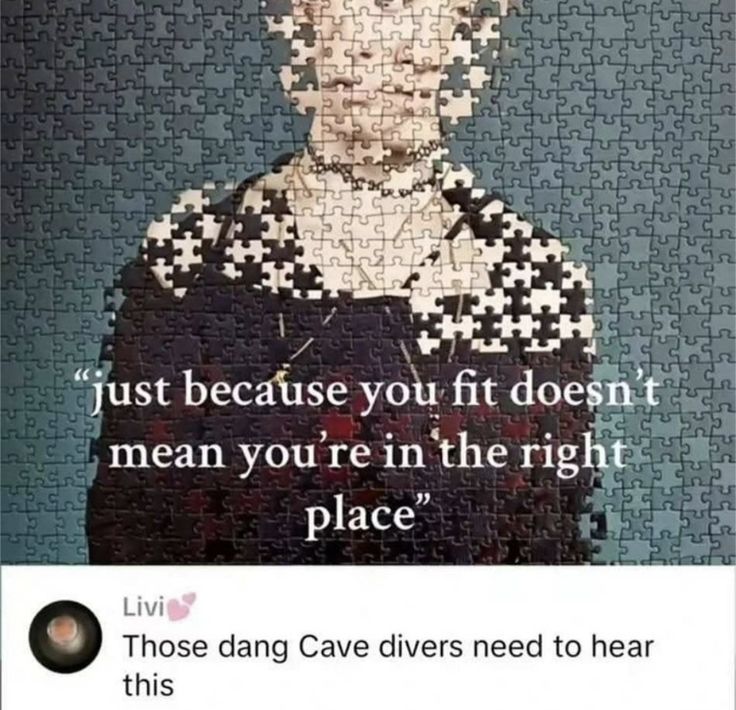 “just because you fit doesn’t
mean you’re in the right
place”
Livi💕
Those dang Cave divers need to hear
this